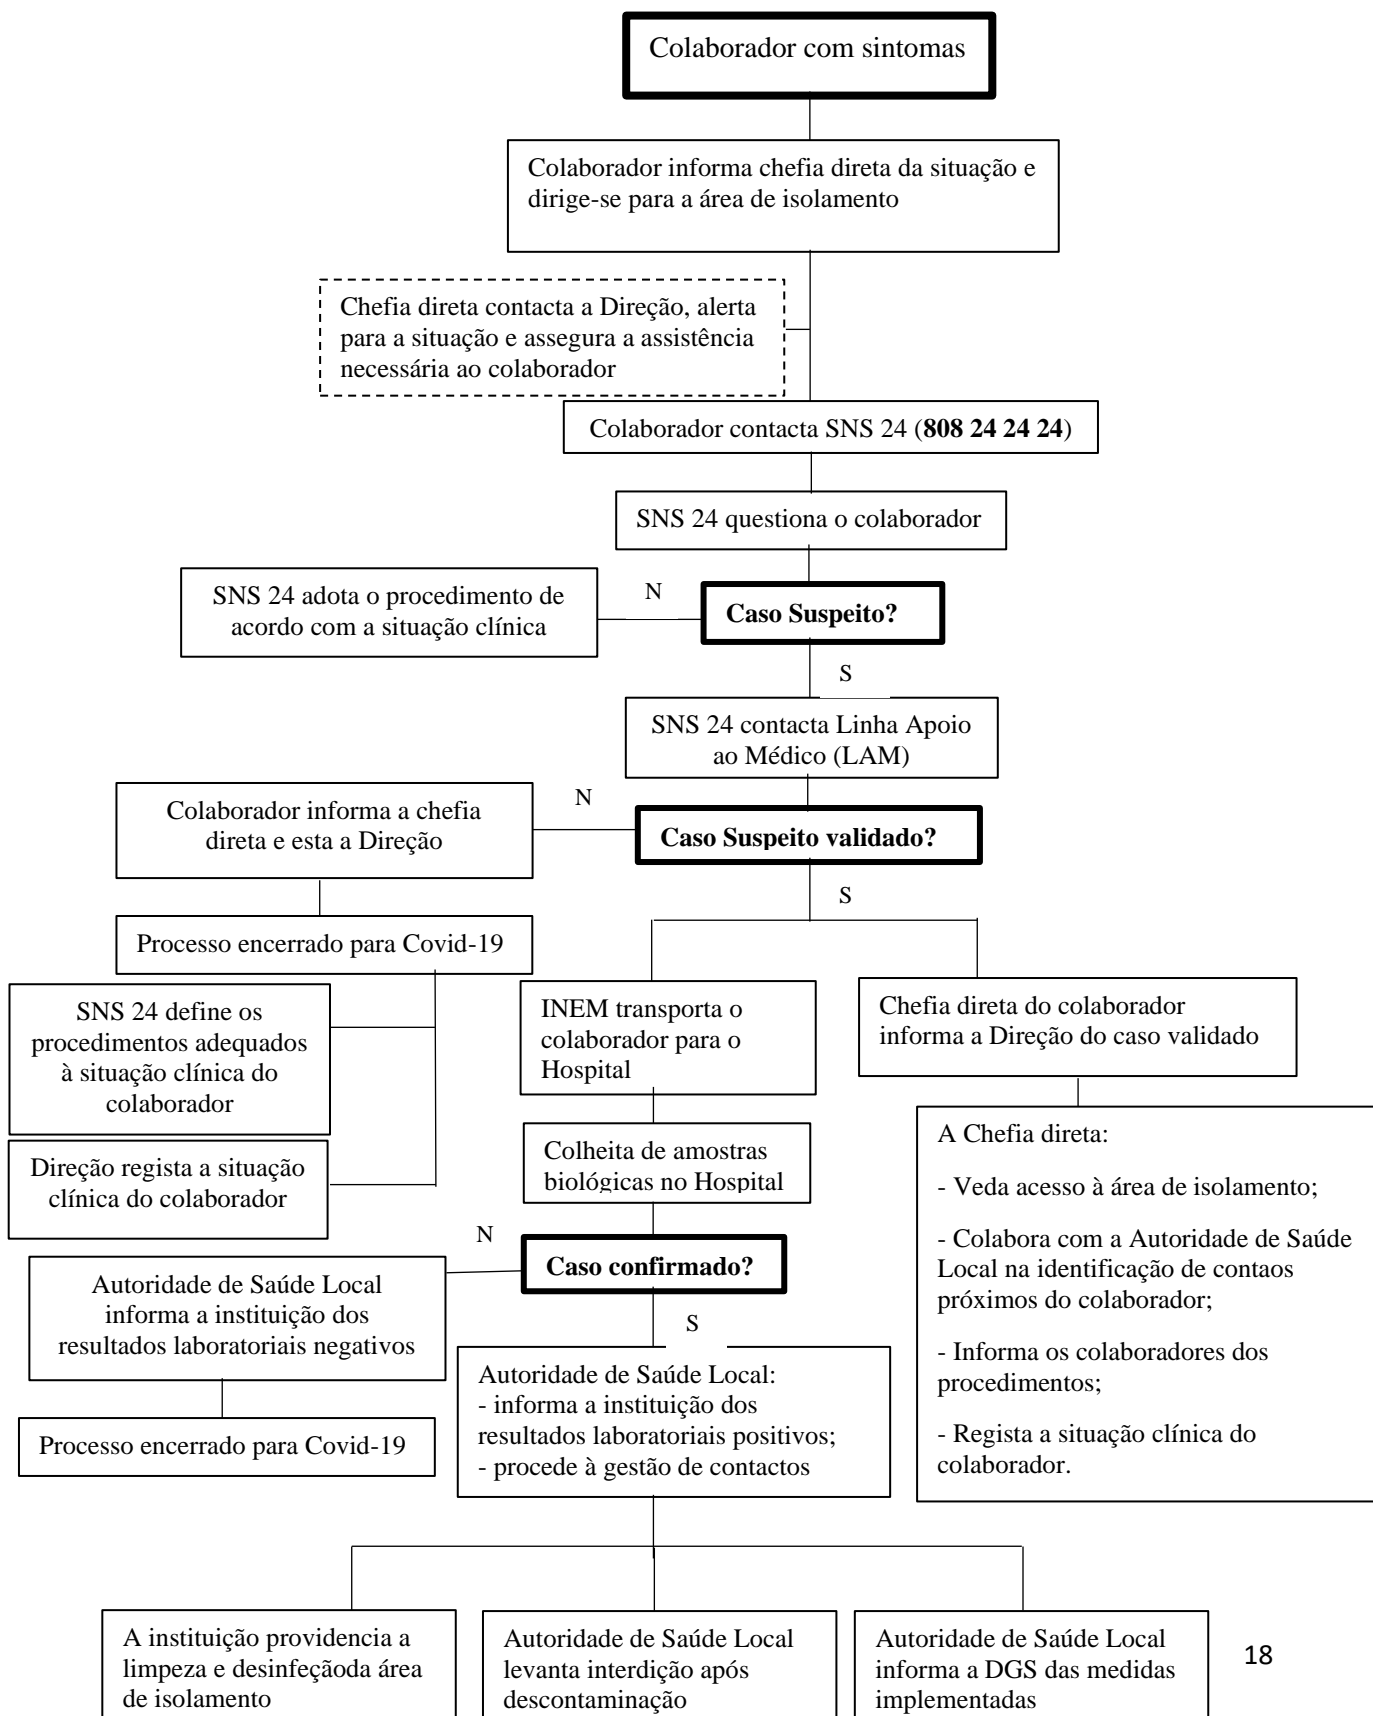 Colaborador com sintomas
Colaborador informa chefia direta da situação e
dirige-se para a área de isolamento
Chefia direta contacta a Direção, alerta
para a situação e assegura a assistência
necessária ao colaborador
Colaborador contacta SNS 24 (808 24 24 24)
SNS 24 questiona o colaborador
SNS 24 adota o procedimento de
acordo com a situação clínica
N
Caso Suspeito?
S
SNS 24 contacta Linha Apoio
ao Médico (LAM)
Colaborador informa a chefia
direta e esta a Direção
N
Caso Suspeito validado?
S
Processo encerrado para Covid-19
SNS 24 define os
procedimentos adequados
à situação clínica do
colaborador
Direção regista a situação
clínica do colaborador
INEM transporta o
colaborador para o
Hospital
Chefia direta do colaborador
informa a Direção do caso validado
Colheita de amostras
biológicas no Hospital
A Chefia direta:
- Veda acesso à área de isolamento;
- Colabora com a Autoridade de Saúde
Local na identificação de contaos
próximos do colaborador;
- Informa os colaboradores dos
procedimentos;
- Regista a situação clínica do
colaborador.
N
Caso confirmado?
S
Autoridade de Saúde Local
informa a instituição dos
resultados laboratoriais negativos
Processo encerrado para Covid-19
Autoridade de Saúde Local:
- informa a instituição dos
resultados laboratoriais positivos;
- procede à gestão de contactos
A instituição providencia a
limpeza e desinfeçãoda área
de isolamento
Autoridade de Saúde Local
levanta interdição após
descontaminação
Autoridade de Saúde Local
informa a DGS das medidas
implementadas
18